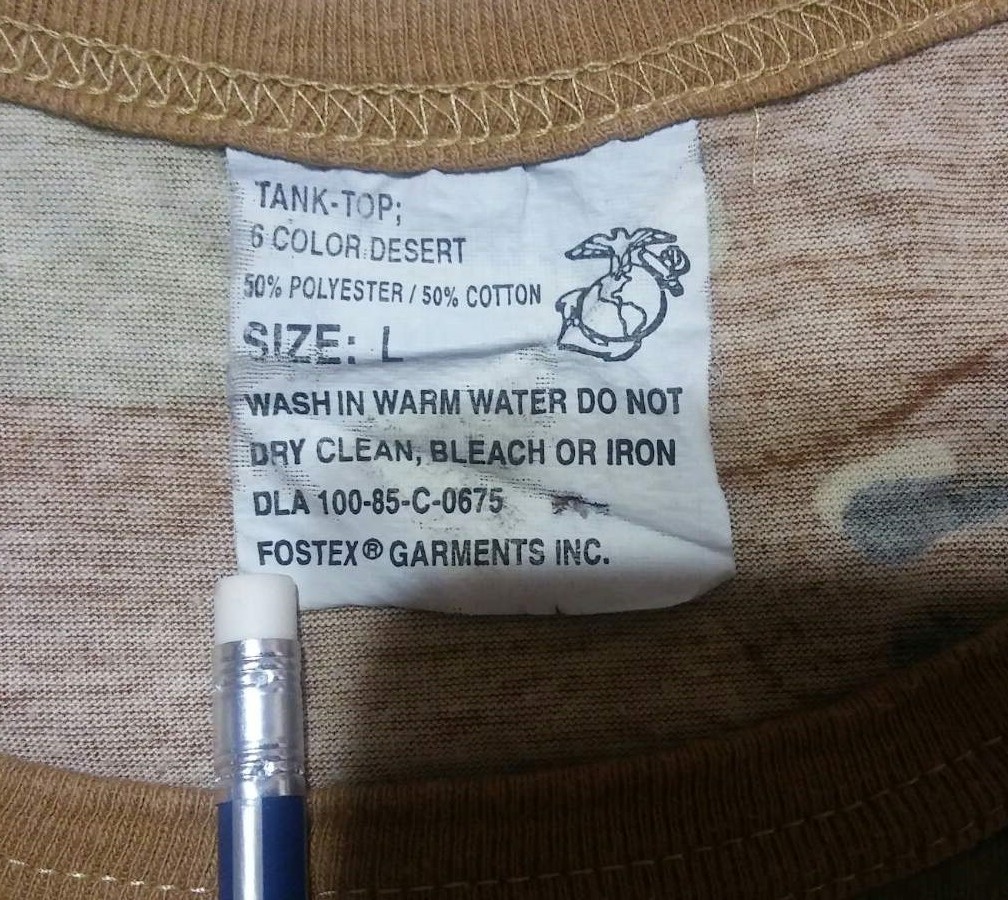 TANK-TOP;
6 COLOR DESERT
50% POLYESTER / 50% COTTON
SIZE: L
WASH IN WARM WATER DO NOT
DRY CLEAN, BLEACH OR IRON
DLA 100-85-C-0675
FOSTEX® GARMENTS INC.